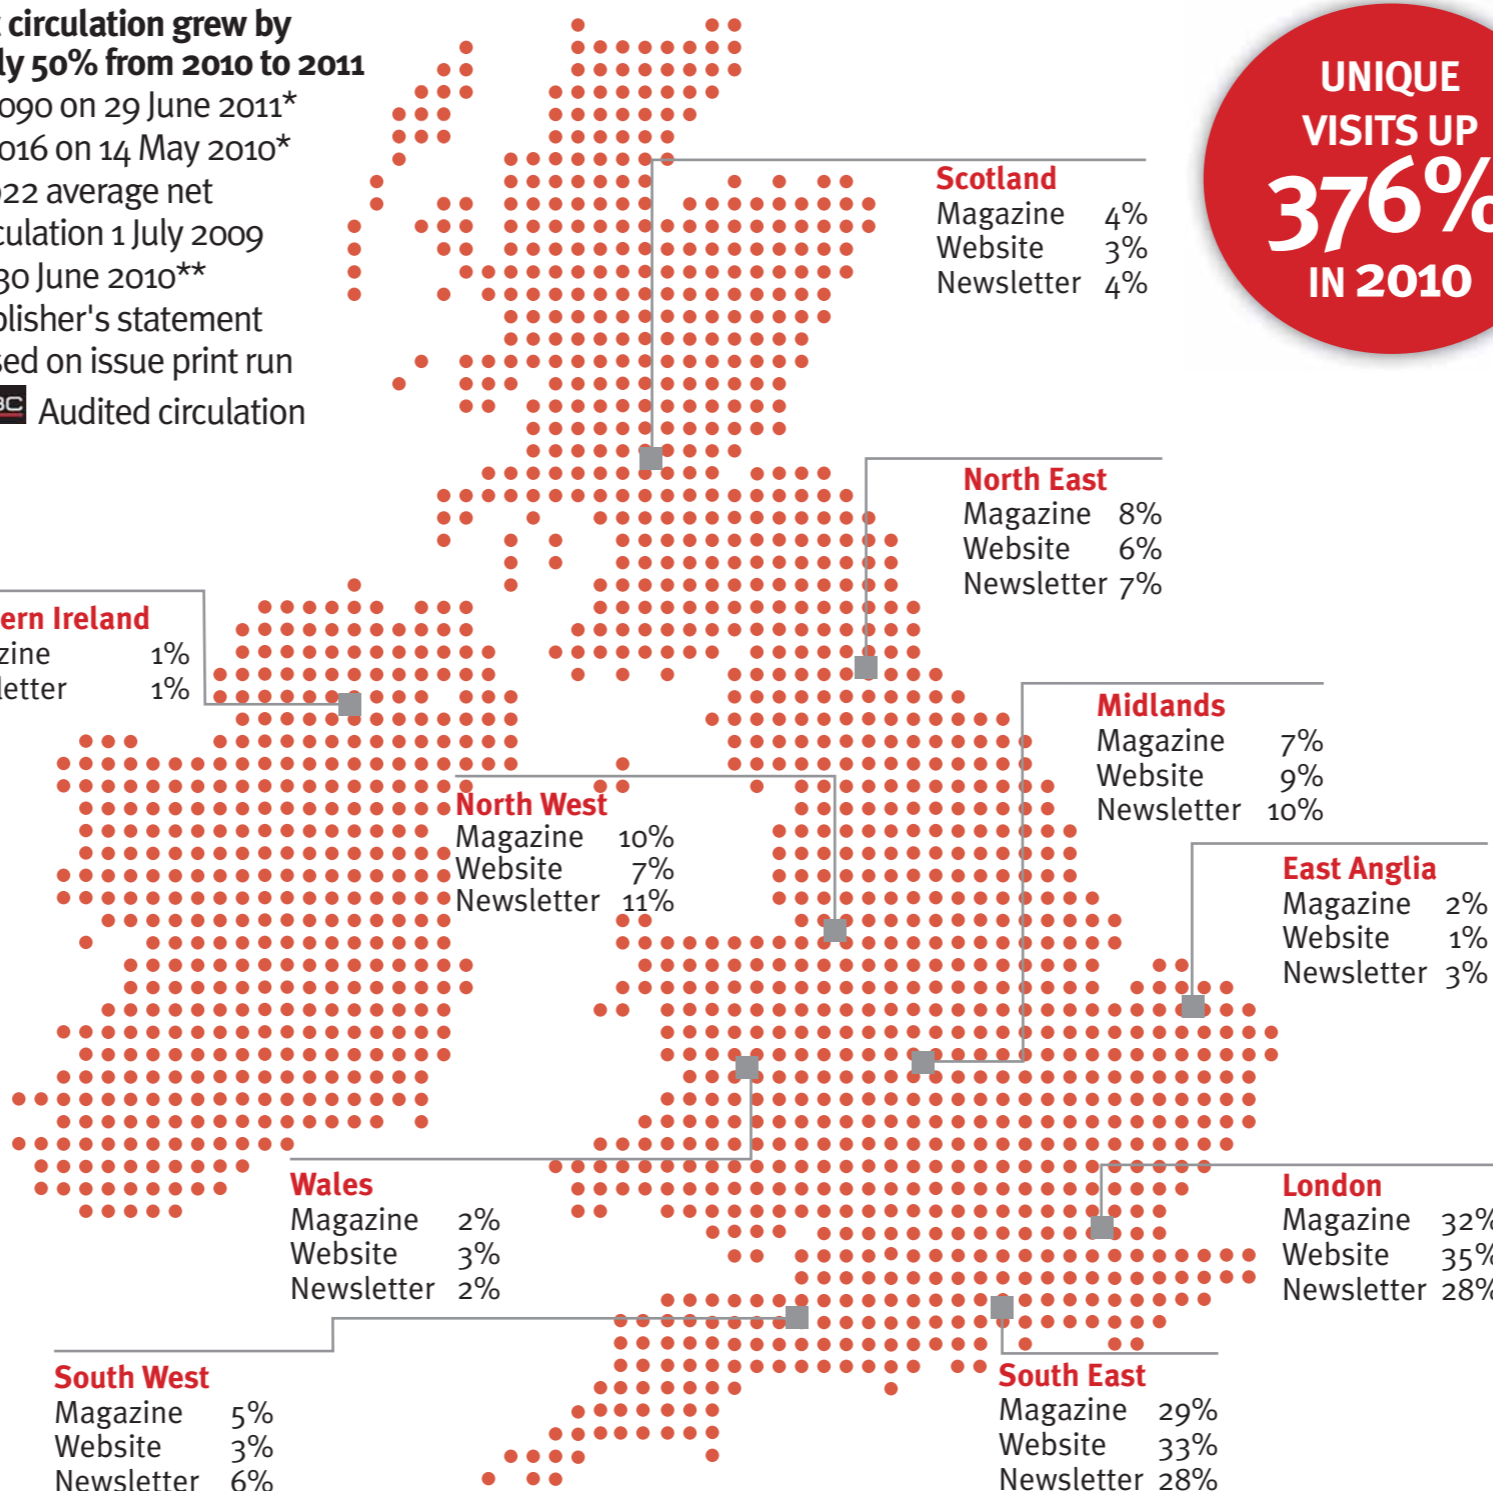 circulation grew by
ly 50% from 2010 to 2011
090 on 29 June 2011*
016 on 14 May 2010*
022 average net
culation 1 July 2009
30 June 2010**
blisher's statement
sed on issue print run
BC Audited circulation
UNIQUE
VISITS UP
376%
IN 2010
Scotland
Magazine 4%
Website 3%
Newsletter 4%
North East
Magazine 8%
Website 6%
Newsletter 7%
ern Ireland
zine 1%
letter 1%
Midlands
Magazine 7%
Website 9%
Newsletter 10%
North West
Magazine 10%
Website 7%
Newsletter 11%
East Anglia
Magazine 2%
Website 1%
Newsletter 3%
Wales
Magazine 2%
Website 3%
Newsletter 2%
London
Magazine 32%
Website 35%
Newsletter 28%
South West
Magazine 5%
Website 3%
Newsletter 6%
South East
Magazine 29%
Website 33%
Newsletter 28%